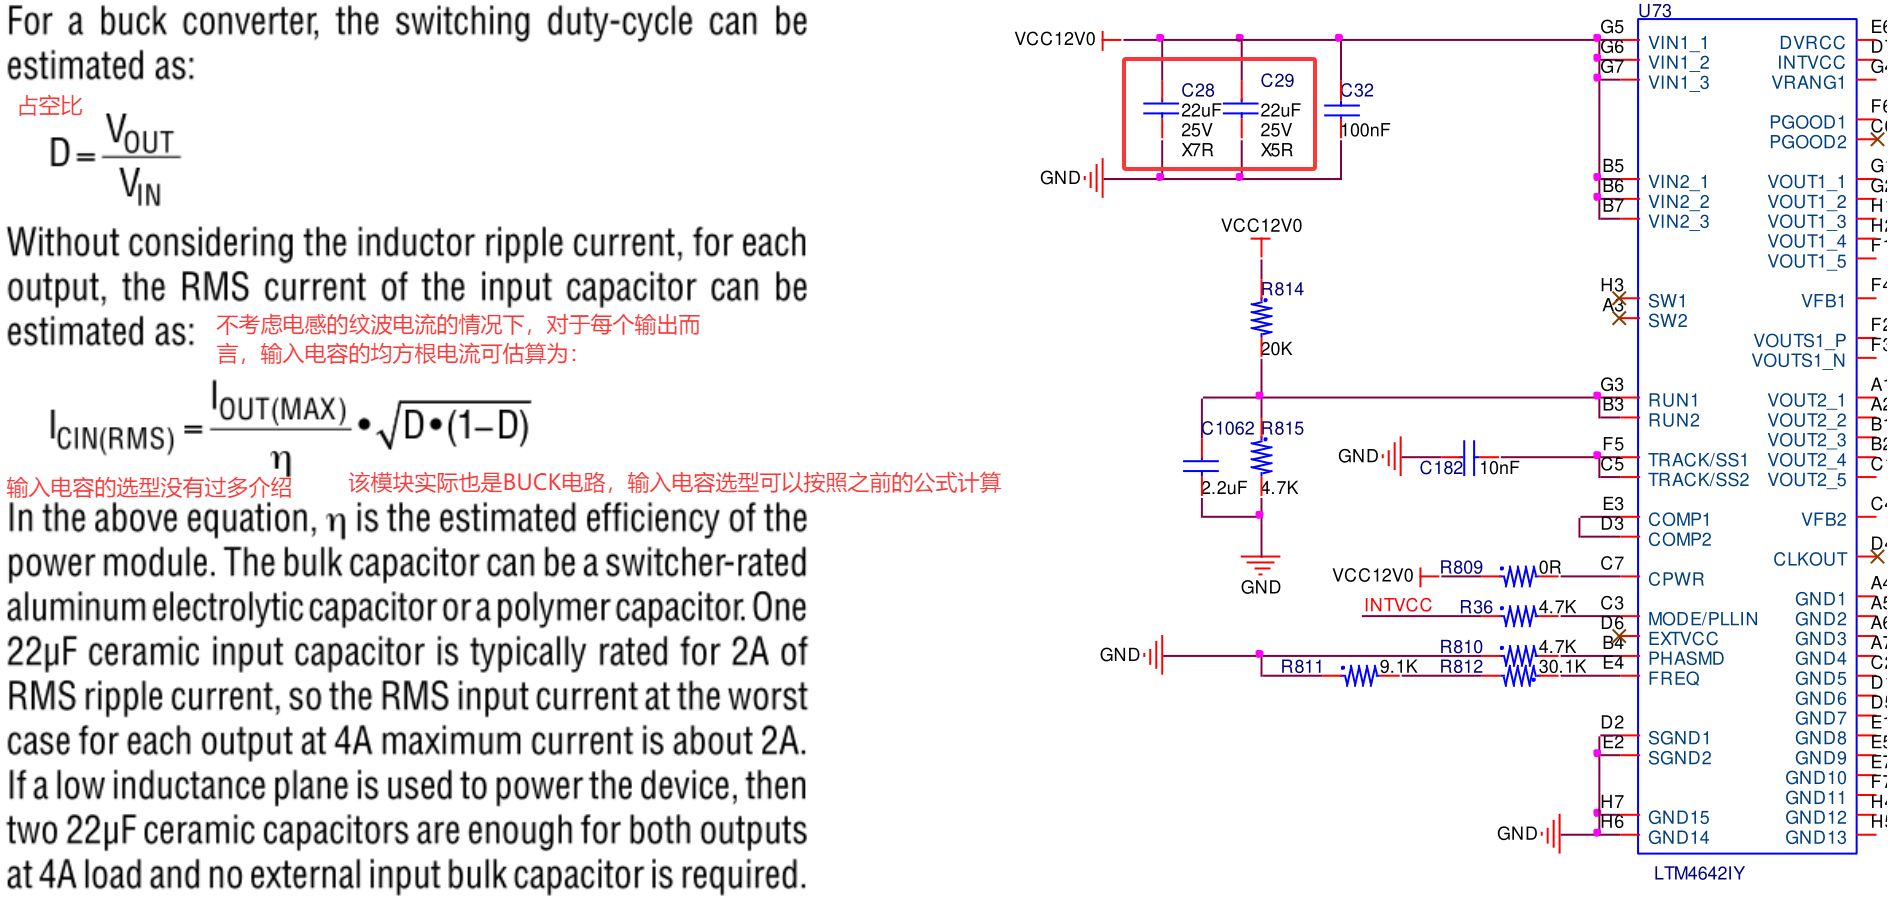 For a buck converter, the switching duty-cycle can be
estimated as:
占空比
D = VOUT / VIN
Without considering the inductor ripple current, for each
output, the RMS current of the input capacitor can be
estimated as:
不考虑电感的纹波电流的情况下，对于每个输出而
言，输入电容的均方根电流可估算为：
ICIN(RMS) = IOUT(MAX) / η • √D•(1–D)
输入电容的选型没有过多介绍
该模块实际也是BUCK电路，输入电容选型可以按照之前的公式计算
In the above equation, η is the estimated efficiency of the
power module. The bulk capacitor can be a switcher-rated
aluminum electrolytic capacitor or a polymer capacitor. One
22µF ceramic input capacitor is typically rated for 2A of
RMS ripple current, so the RMS input current at the worst
case for each output at 4A maximum current is about 2A.
If a low inductance plane is used to power the device, then
two 22µF ceramic capacitors are enough for both outputs
at 4A load and no external input bulk capacitor is required.
VCC12V0
C28
22uF
25V
X7R
C29
22uF
25V
X5R
C32
100nF
GND
VCC12V0
R814
20K
C1062
2.2uF
R815
4.7K
GND
GND
C182
10nF
VCC12V0
R809
0R
INTVCC
R36
4.7K
GND
R810
4.7K
R811
9.1K
R812
30.1K
GND
U73
G5
VIN1_1
G6
VIN1_2
G7
VIN1_3
B5
VIN2_1
B6
VIN2_2
B7
VIN2_3
H3
SW1
A3
SW2
G3
RUN1
B3
RUN2
F5
TRACK/SS1
C5
TRACK/SS2
E3
COMP1
D3
COMP2
C7
CPWR
C3
MODE/PLLIN
D6
EXTVCC
B4
PHASMD
E4
FREQ
D2
SGND1
E2
SGND2
H7
GND15
H6
GND14
DVRCC
INTVCC
VRANG1
PGOOD1
PGOOD2
VOUT1_1
VOUT1_2
VOUT1_3
VOUT1_4
VOUT1_5
VFB1
VOUTS1_P
VOUTS1_N
VOUT2_1
VOUT2_2
VOUT2_3
VOUT2_4
VOUT2_5
VFB2
CLKOUT
GND1
GND2
GND3
GND4
GND5
GND6
GND7
GND8
GND9
GND10
GND11
GND12
GND13
LTM4642IY